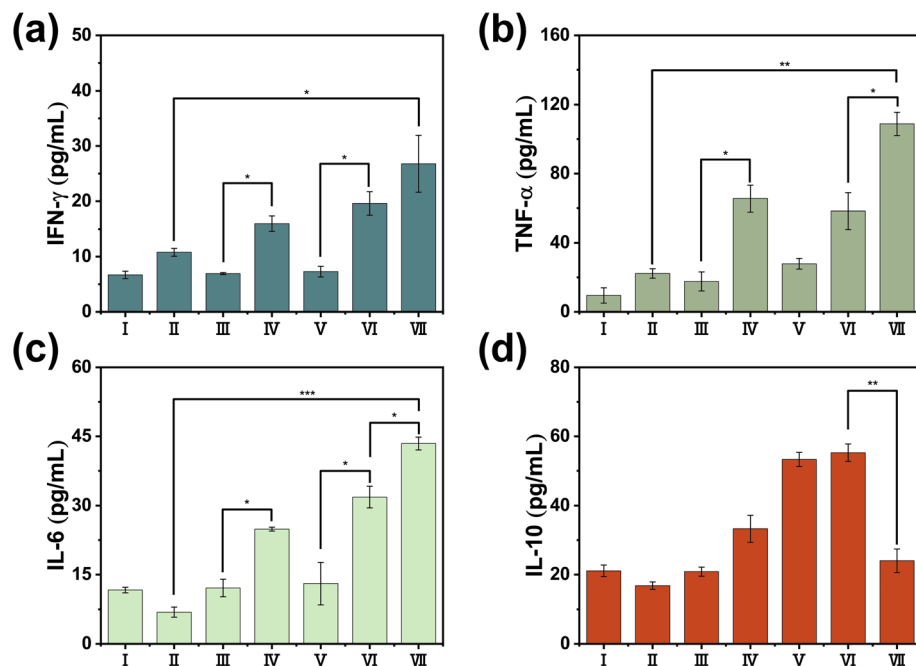 (a)
IFN-γ (pg/mL)
50
40
30
20
10
0
*
*
*
I II III IV V VI VII
(b)
TNF-α (pg/mL)
160
120
80
40
0
**
*
*
I II III IV V VI VII
(c)
IL-6 (pg/mL)
60
45
30
15
0
***
*
*
*
I II III IV V VI VII
(d)
IL-10 (pg/mL)
80
60
40
20
0
**
I II III IV V VI VII